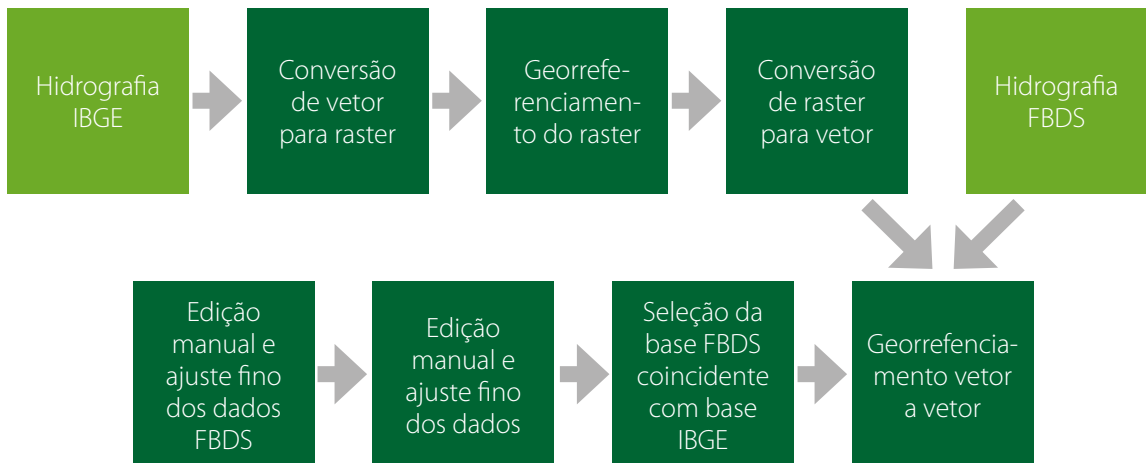 Hidrografia
IBGE
Conversão
de vetor
para raster
Georrefe-
renciamen-
to do raster
Conversão
de raster
para vetor
Hidrografia
FBDS
Edição
manual e
ajuste fino
dos dados
FBDS
Edição
manual e
ajuste fino
dos dados
Seleção da
base FBDS
coincidente
com base
IBGE
Georrefencia-
mento vetor
a vetor